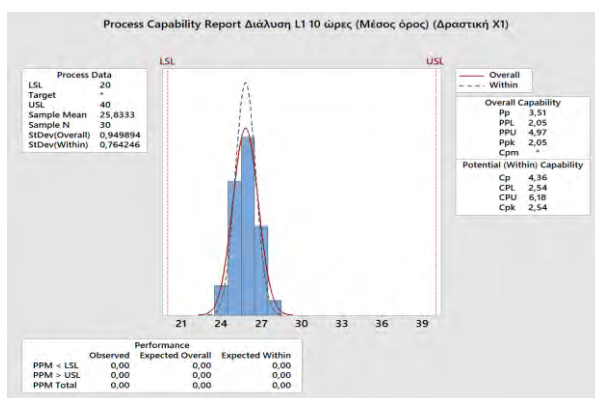 Process Capability Report Διάλυση L1 10 ώρες (Μέσος όρος) (Δραστική X1)
LSL USL
Process Data
LSL 20
Target *
USL 40
Sample Mean 25,8333
Sample N 30
StDev(Overall) 0,949894
StDev(Within) 0,764246
Overall
Within
Overall Capability
Pp 3,51
PPL 2,05
PPU 4,97
Ppk 2,05
Cpm *
Potential (Within) Capability
Cp 4,36
CPL 2,54
CPU 6,18
Cpk 2,54
21 24 27 30 33 36 39
Performance
Observed Expected Overall Expected Within
PPM < LSL 0,00 0,00 0,00
PPM > USL 0,00 0,00 0,00
PPM Total 0,00 0,00 0,00